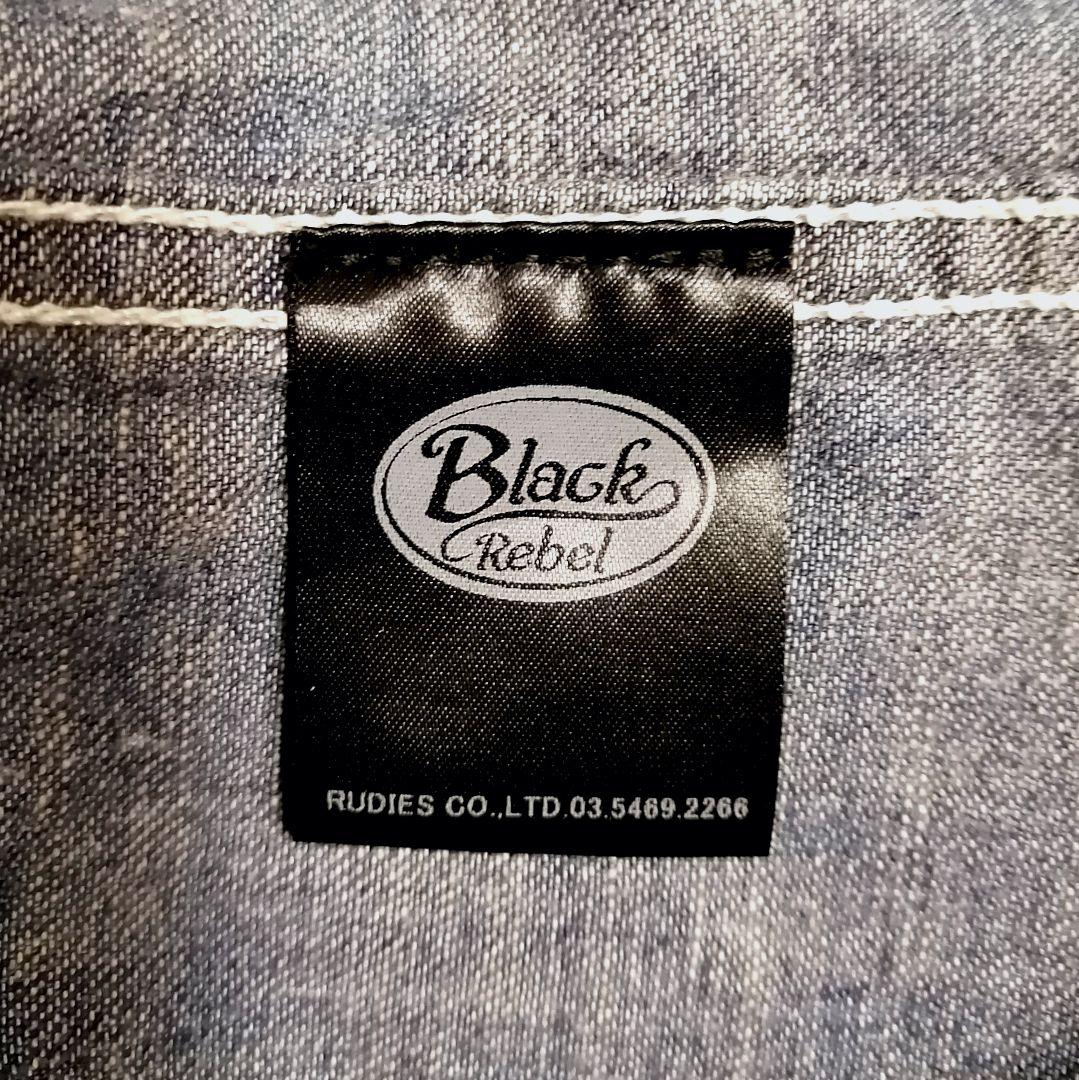 Black
Rebel
RUDIES CO.,LTD.03.5469.2266